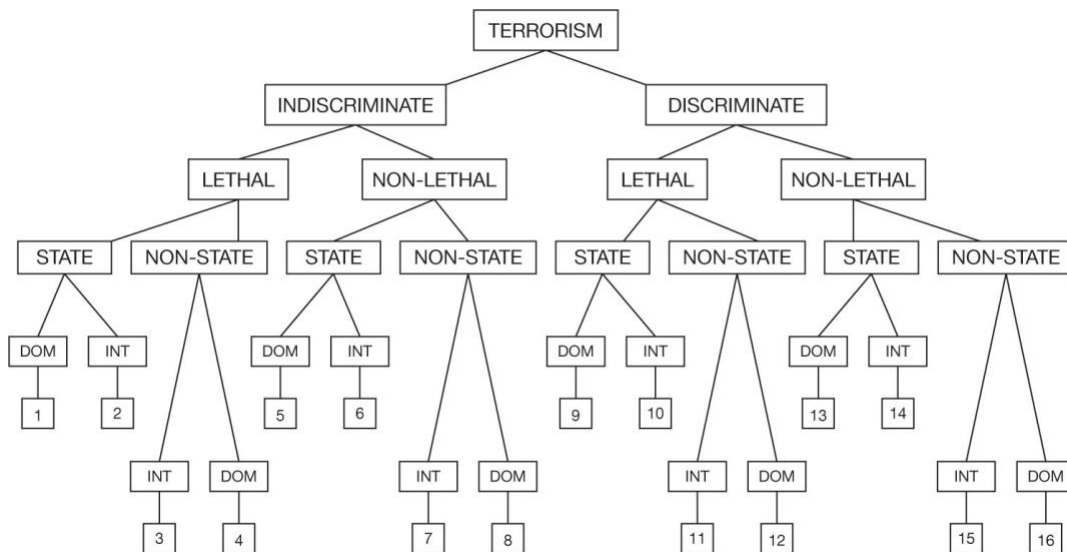 TERRORISM
INDISCRIMINATE DISCRIMINATE
LETHAL NON-LETHAL LETHAL NON-LETHAL
STATE NON-STATE STATE NON-STATE STATE NON-STATE STATE NON-STATE
DOM INT DOM INT DOM INT DOM INT
1 2 5 6 9 10 13 14
INT DOM INT DOM INT DOM INT DOM
3 4 7 8 11 12 15 16